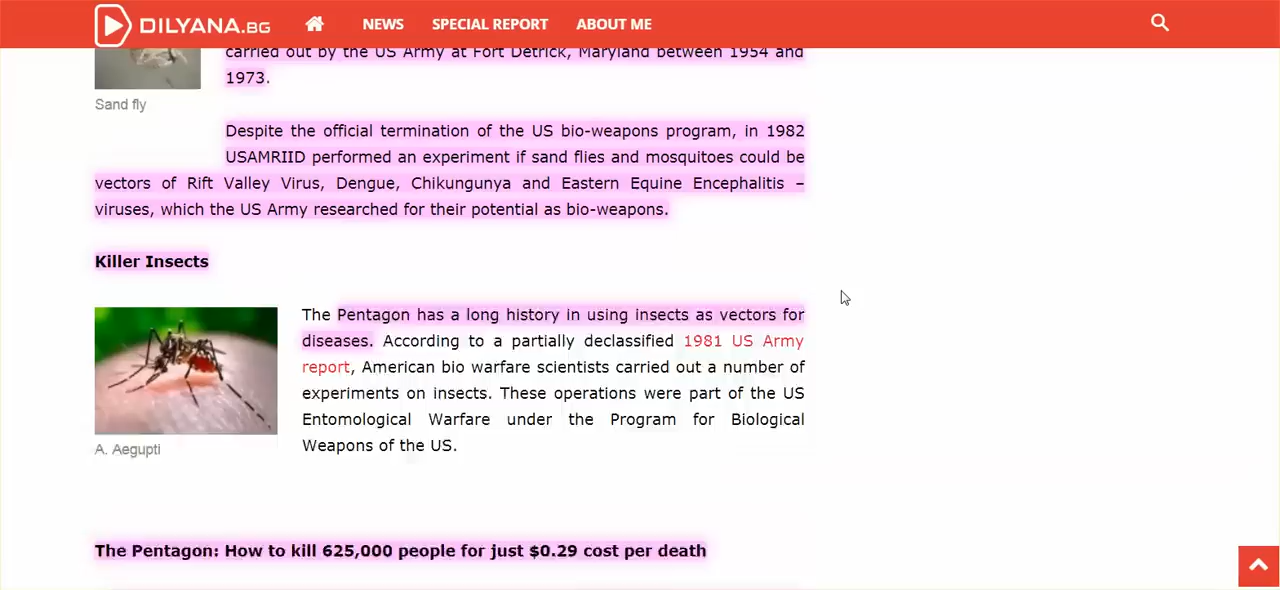 DILYANA.BG
NEWS
SPECIAL REPORT
ABOUT ME
carried out by the US Army at Fort Detrick, Maryland between 1954 and
1973.
Sand fly
Despite the official termination of the US bio-weapons program, in 1982
USAMRIID performed an experiment if sand flies and mosquitoes could be
vectors of Rift Valley Virus, Dengue, Chikungunya and Eastern Equine Encephalitis –
viruses, which the US Army researched for their potential as bio-weapons.
Killer Insects
The Pentagon has a long history in using insects as vectors for
diseases. According to a partially declassified 1981 US Army
report, American bio warfare scientists carried out a number of
experiments on insects. These operations were part of the US
Entomological Warfare under the Program for Biological
Weapons of the US.
A. Aegupti
The Pentagon: How to kill 625,000 people for just $0.29 cost per death